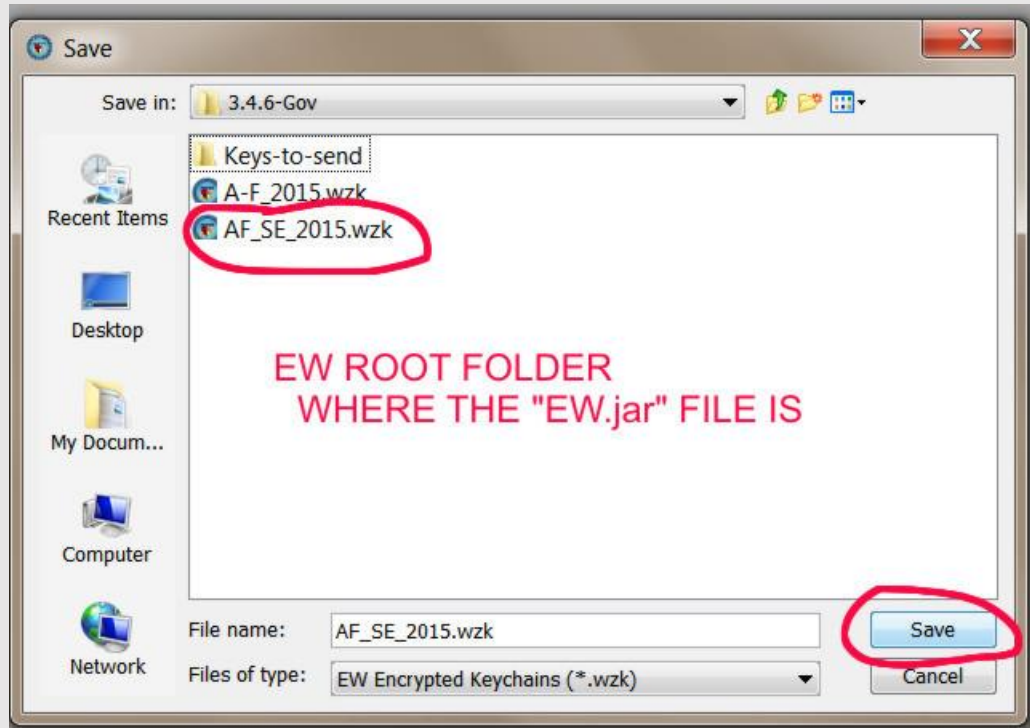 Save
Save in:
3.4.6-Gov
Keys-to-send
A-F_2015.wzk
AF_SE_2015.wzk
Recent Items
Desktop
My Docum...
Computer
Network
EW ROOT FOLDER
WHERE THE "EW.jar" FILE IS
File name:
AF_SE_2015.wzk
Save
Files of type:
EW Encrypted Keychains (*.wzk)
Cancel